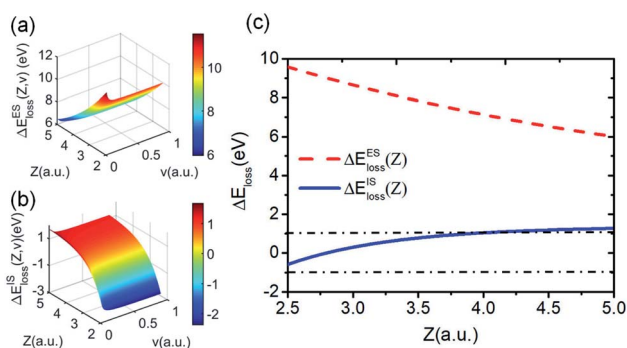 (a)
ΔE^ES_loss(Z,v) (eV)
12
10
8
6
5
4
3
2
Z(a.u.)
0
0.5
1
v(a.u.)
10
8
6
(b)
ΔE^IS_loss(Z,v)(eV)
1
-1
-3
5
4
3
2
Z(a.u.)
0
0.5
1
v(a.u.)
1
0
-1
-2
(c)
ΔE_loss(eV)
10
8
6
4
2
0
-2
ΔE^ES_loss(Z)
ΔE^IS_loss(Z)
2.5 3.0 3.5 4.0 4.5 5.0
Z(a.u.)